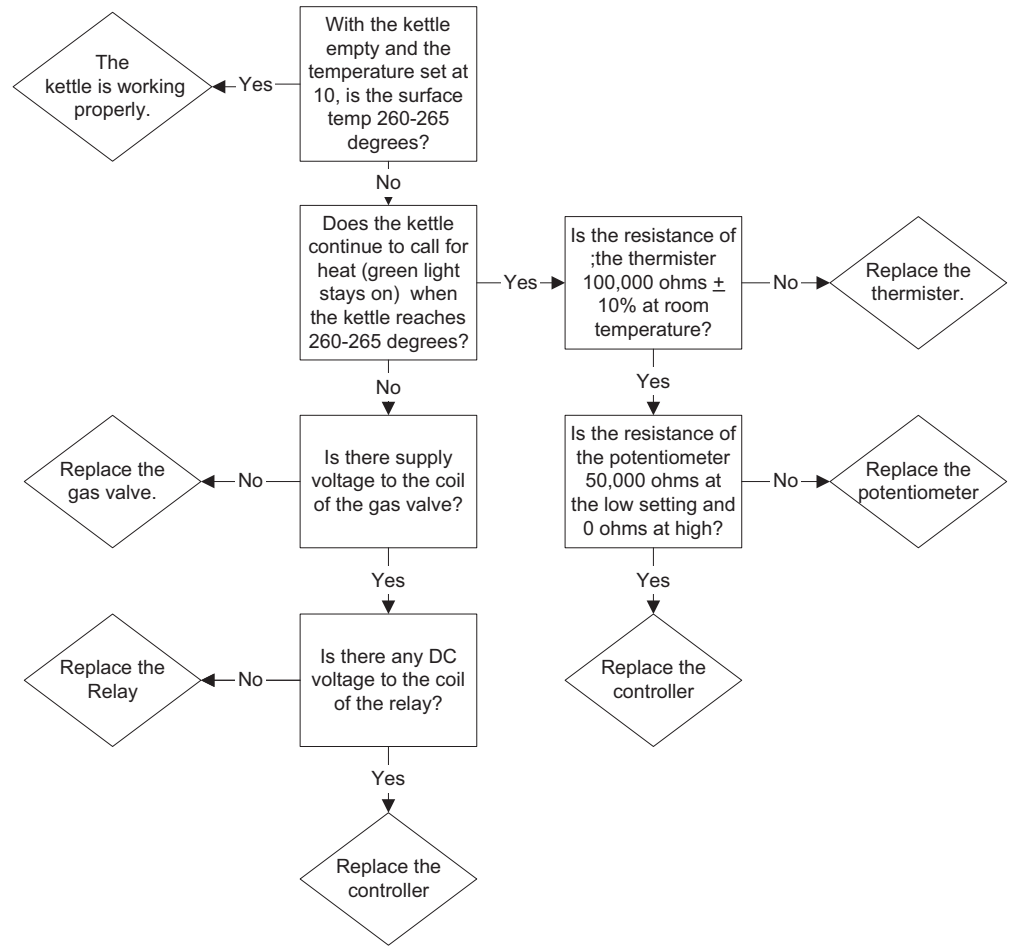 With the kettle
empty and the
temperature set at
10, is the surface
temp 260-265
degrees?
Yes
The
kettle is working
properly.
No
Does the kettle
continue to call for
heat (green light
stays on) when
the kettle reaches
260-265 degrees?
Yes
Is the resistance of
;the thermister
100,000 ohms ±
10% at room
temperature?
No
Replace the
thermister.
No
Yes
Is there supply
voltage to the coil
of the gas valve?
No
Replace the
gas valve.
Is the resistance of
the potentiometer
50,000 ohms at
the low setting and
0 ohms at high?
No
Replace the
potentiometer
Yes
Yes
Is there any DC
voltage to the coil
of the relay?
No
Replace the
Relay
Replace the
controller
Yes
Replace the
controller